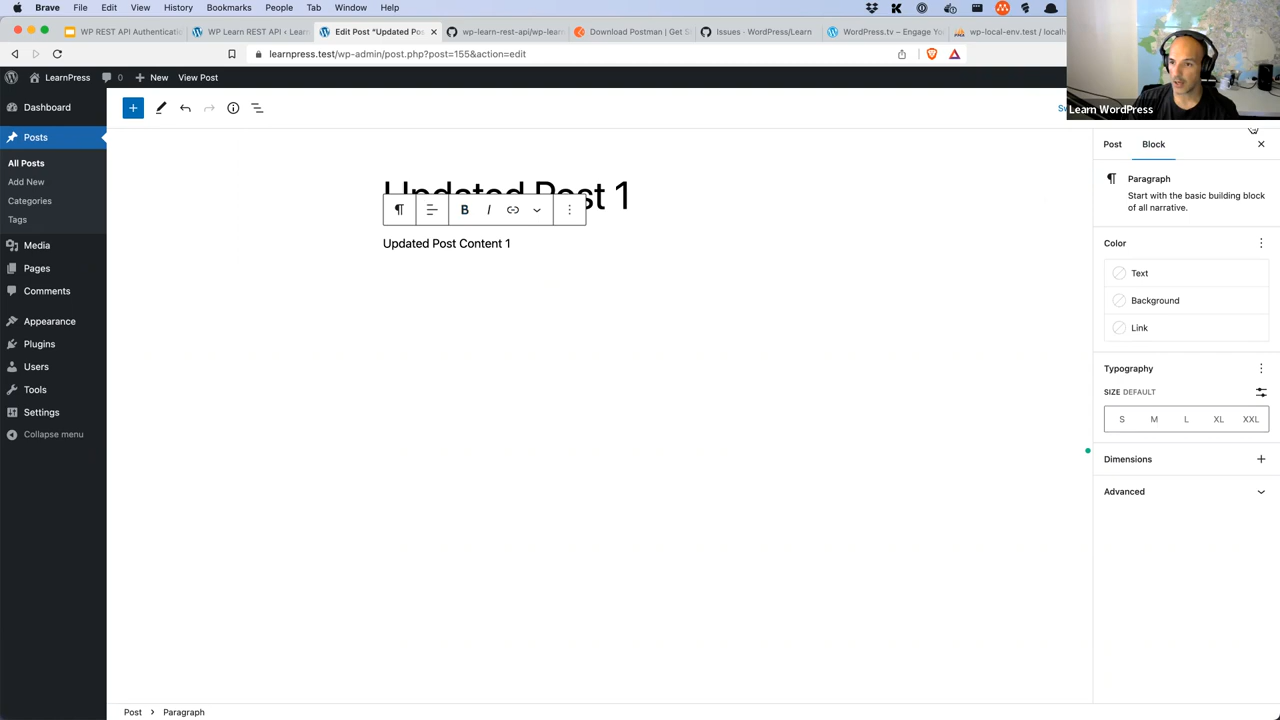 Brave File Edit View History Bookmarks People Tab Window Help
WP REST API Authenticati
WP Learn REST API ‹ Learn
Edit Post “Updated Pos
wp-learn-rest-api/wp-learn
Download Postman | Get S
Issues · WordPress/Learn
WordPress.tv – Engage Yo
wp-local-env.test / localh
learnpress.test/wp-admin/post.php?post=155&action=edit
LearnPress 0 New View Post
Learn WordPress
Dashboard
Posts
All Posts
Add New
Categories
Tags
Media
Pages
Comments
Appearance
Plugins
Users
Tools
Settings
Collapse menu
Updated Post 1
B I
Updated Post Content 1
Post Block
Paragraph
Start with the basic building block
of all narrative.
Color
Text
Background
Link
Typography
SIZE DEFAULT
S M L XL XXL
Dimensions
Advanced
Post Paragraph